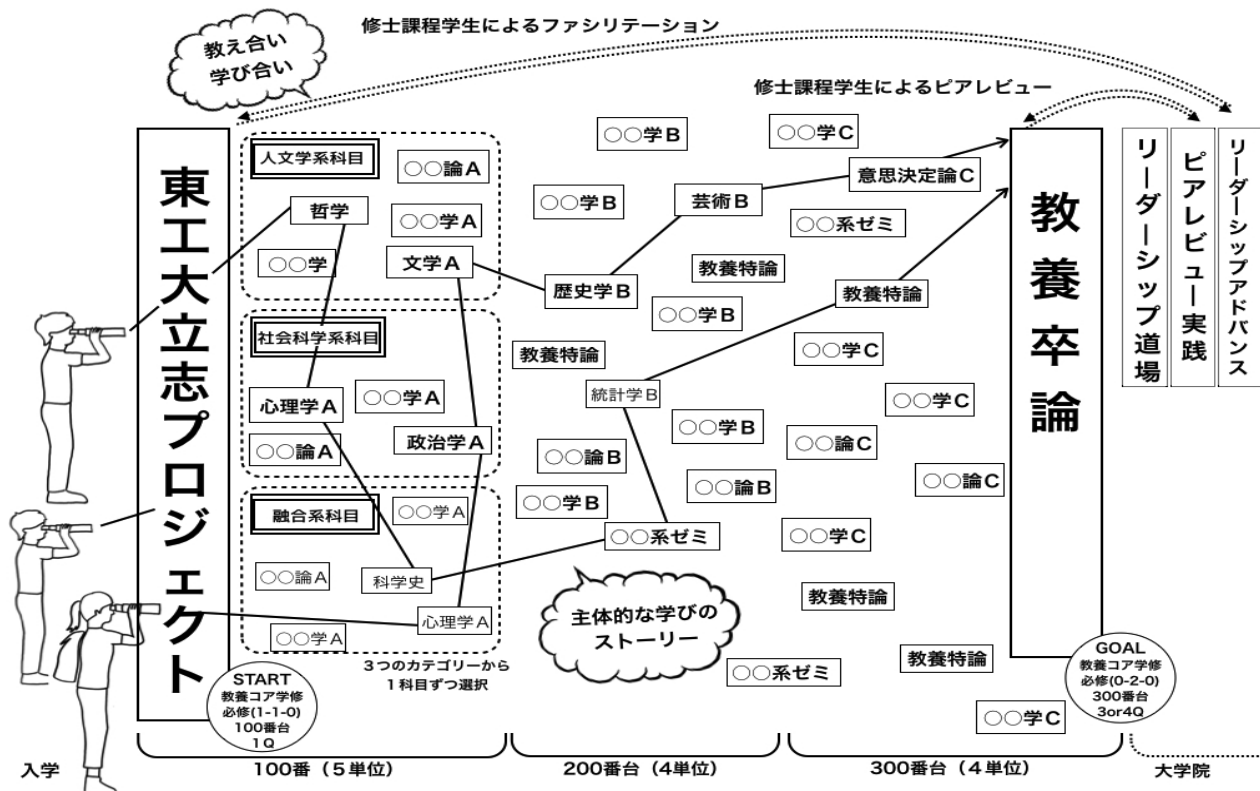 修士課程学生によるファシリテーション
教え合い
学び合い
修士課程学生によるピアレビュー
東工大立志プロジェクト
人文学系科目
○○論A
哲学
○○学A
○○学
文学A
社会科学系科目
心理学A
○○学A
○○論A
政治学A
融合系科目
○○学A
○○論A
科学史
心理学A
○○学A
3つのカテゴリーから
1科目ずつ選択
START
教養コア学修
必修(1-1-0)
100番台
1Q
○○学B
○○学B
芸術B
歴史学B
教養特論
○○学B
教養特論
統計学B
○○学B
○○論B
○○論B
○○学B
○○系ゼミ
主体的な学びの
ストーリー
○○系ゼミ
○○学C
意思決定論C
○○系ゼミ
教養特論
○○学C
○○学C
○○論C
○○論C
○○学C
教養特論
教養特論
○○学C
教養卒論
GOAL
教養コア学修
必修(0-2-0)
300番台
3or4Q
リーダーシップ道場
ピアレビュー実践
リーダーシップアドバンス
入学
100番（5単位）
200番台（4単位）
300番台（４単位）
大学院